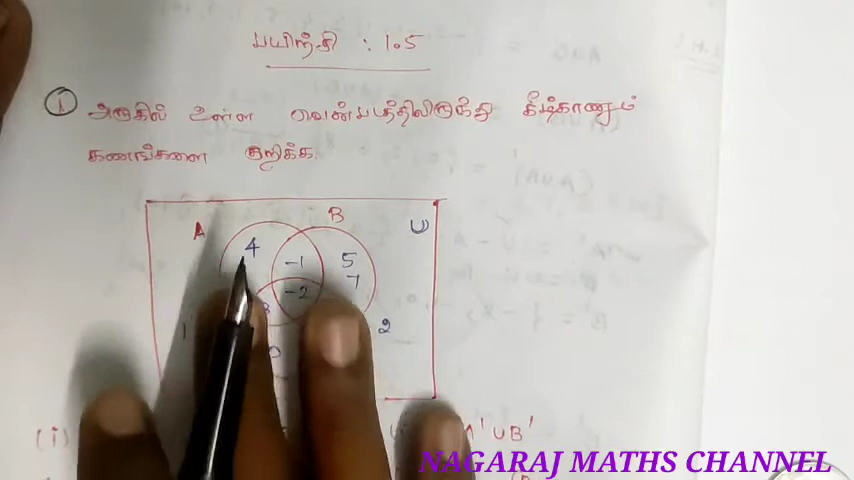 பயிற்சி : 1.5
① அருகில் உள்ள வென்படத்திலிருந்து கீழ்காணும்
கணங்களை குறிக்க.
A B U
4 -1 5
7
-2
3 2
1
0
(i) A'∪B'
NAGARAJ MATHS CHANNEL